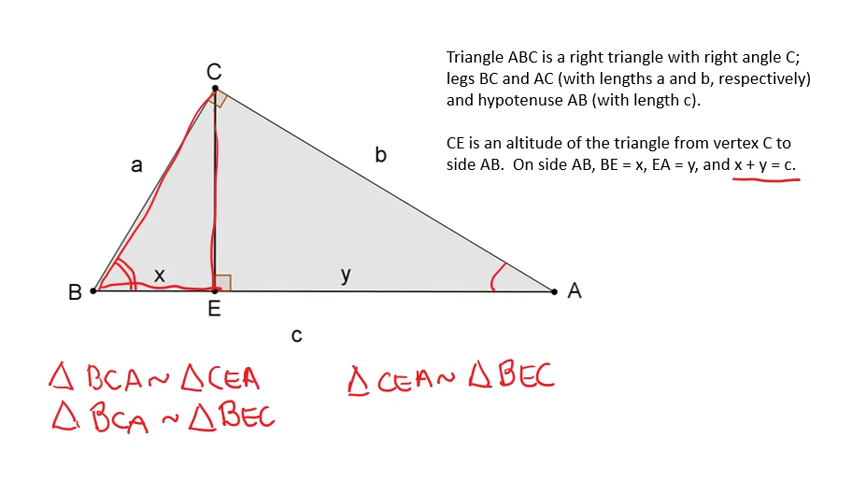 Triangle ABC is a right triangle with right angle C;
legs BC and AC (with lengths a and b, respectively)
and hypotenuse AB (with length c).
CE is an altitude of the triangle from vertex C to
side AB. On side AB, BE = x, EA = y, and x + y = c.
C
a
b
x
y
B
E
A
c
△ BCA ~ △ CEA
△ CEA ~ △ BEC
△ BCA ~ △ BEC